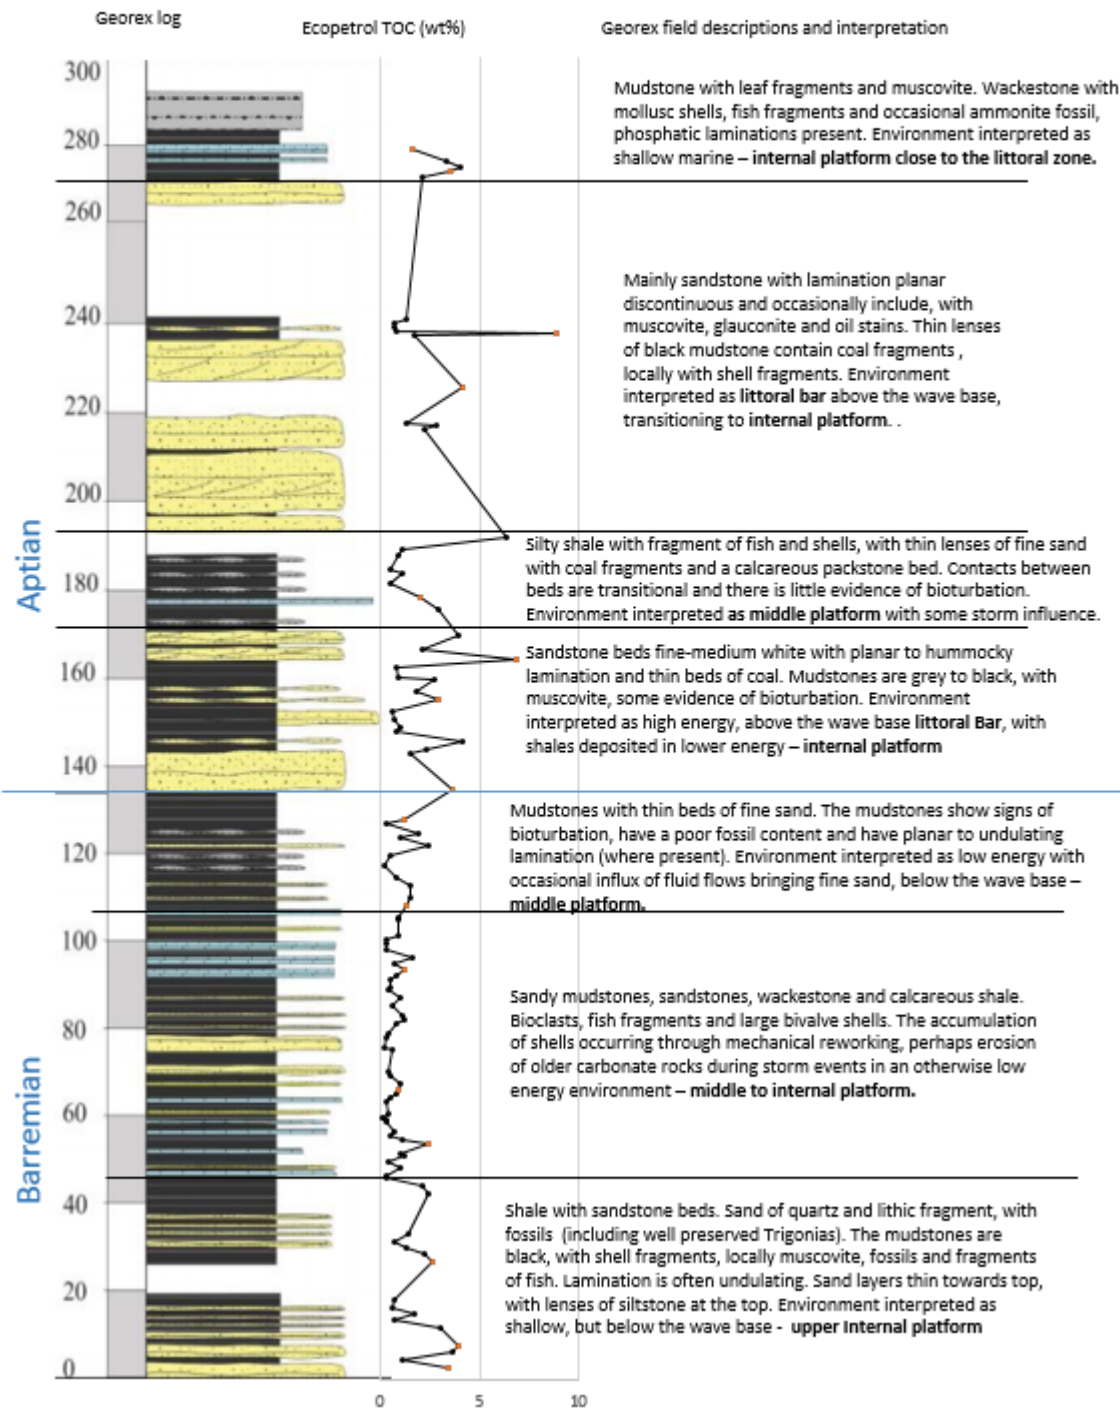 Georex log
Ecopetrol TOC (wt%)
Georex field descriptions and interpretation
300
280
260
240
220
200
180
160
140
120
100
80
60
40
20
0
Aptian
Barremian
0
5
10
Mudstone with leaf fragments and muscovite. Wackestone with
mollusc shells, fish fragments and occasional ammonite fossil,
phosphatic laminations present. Environment interpreted as
shallow marine – internal platform close to the littoral zone.
Mainly sandstone with lamination planar
discontinuous and occasionally include, with
muscovite, glauconite and oil stains. Thin lenses
of black mudstone contain coal fragments ,
locally with shell fragments. Environment
interpreted as littoral bar above the wave base,
transitioning to internal platform. .
Silty shale with fragment of fish and shells, with thin lenses of fine sand
with coal fragments and a calcareous packstone bed. Contacts between
beds are transitional and there is little evidence of bioturbation.
Environment interpreted as middle platform with some storm influence.
Sandstone beds fine-medium white with planar to hummocky
lamination and thin beds of coal. Mudstones are grey to black, with
muscovite, some evidence of bioturbation. Environment
interpreted as high energy, above the wave base littoral Bar, with
shales deposited in lower energy – internal platform
Mudstones with thin beds of fine sand. The mudstones show signs of
bioturbation, have a poor fossil content and have planar to undulating
lamination (where present). Environment interpreted as low energy with
occasional influx of fluid flows bringing fine sand, below the wave base –
middle platform.
Sandy mudstones, sandstones, wackestone and calcareous shale.
Bioclasts, fish fragments and large bivalve shells. The accumulation
of shells occurring through mechanical reworking, perhaps erosion
of older carbonate rocks during storm events in an otherwise low
energy environment – middle to internal platform.
Shale with sandstone beds. Sand of quartz and lithic fragment, with
fossils (including well preserved Trigonias). The mudstones are
black, with shell fragments, locally muscovite, fossils and fragments
of fish. Lamination is often undulating. Sand layers thin towards top,
with lenses of siltstone at the top. Environment interpreted as
shallow, but below the wave base - upper Internal platform